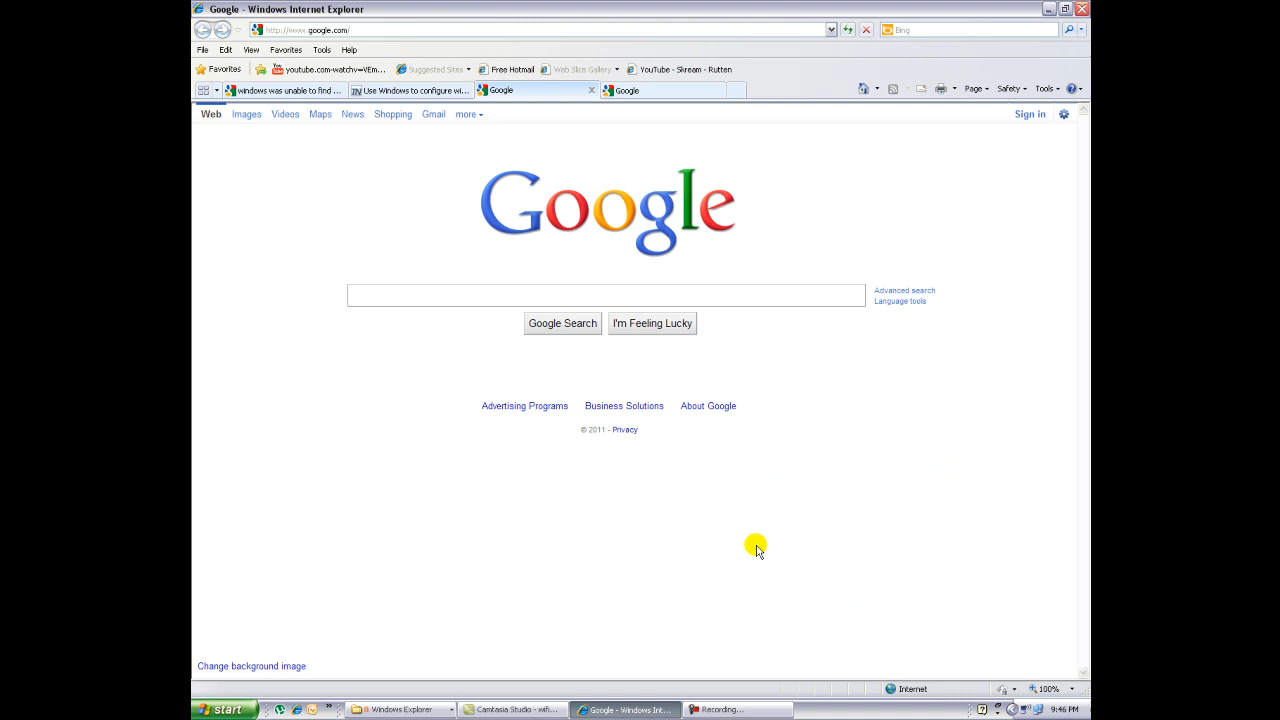 Google - Windows Internet Explorer
http://www.google.com/
Bing
File Edit View Favorites Tools Help
Favorites youtube.com-watchv=VEm... Suggested Sites Free Hotmail Web Slice Gallery YouTube - Skream - Rutten
windows was unable to find ... Use Windows to configure wi... Google Google Page Safety Tools
Web Images Videos Maps News Shopping Gmail more Sign in
Google
Advanced search
Language tools
Google Search I'm Feeling Lucky
Advertising Programs Business Solutions About Google
© 2011 - Privacy
Change background image
Internet 100%
start 8 Windows Explorer Camtasia Studio - wifi... Google - Windows Int... Recording... 9:46 PM